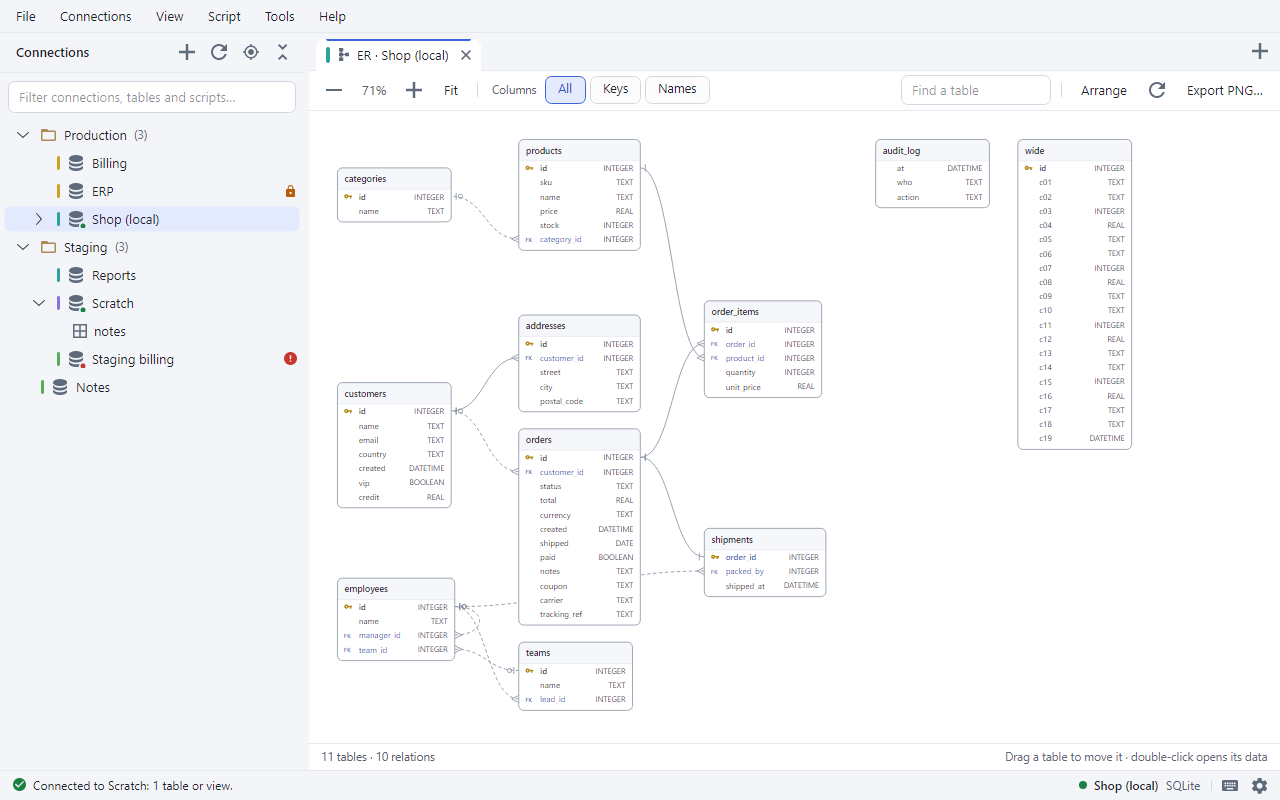 File Connections View Script Tools Help
Connections
ER · Shop (local)
71% Fit Columns All Keys Names Find a table Arrange Export PNG...
Filter connections, tables and scripts...
Production (3)
Billing
ERP
Shop (local)
Staging (3)
Reports
Scratch
notes
Staging billing
Notes
categories
id INTEGER
name TEXT
products
id INTEGER
sku TEXT
name TEXT
price REAL
stock INTEGER
FK category_id INTEGER
audit_log
at DATETIME
who TEXT
action TEXT
wide
id INTEGER
c01 TEXT
c02 TEXT
c03 INTEGER
c04 REAL
c05 TEXT
c06 TEXT
c07 INTEGER
c08 REAL
c09 TEXT
c10 TEXT
c11 INTEGER
c12 REAL
c13 TEXT
c14 TEXT
c15 INTEGER
c16 REAL
c17 TEXT
c18 TEXT
c19 DATETIME
addresses
id INTEGER
FK customer_id INTEGER
street TEXT
city TEXT
postal_code TEXT
order_items
id INTEGER
FK order_id INTEGER
FK product_id INTEGER
quantity INTEGER
unit_price REAL
customers
id INTEGER
name TEXT
email TEXT
country TEXT
created DATETIME
vip BOOLEAN
credit REAL
orders
id INTEGER
FK customer_id INTEGER
status TEXT
total REAL
currency TEXT
created DATETIME
shipped DATE
paid BOOLEAN
notes TEXT
coupon TEXT
carrier TEXT
tracking_ref TEXT
shipments
order_id INTEGER
FK packed_by INTEGER
shipped_at DATETIME
employees
id INTEGER
name TEXT
FK manager_id INTEGER
FK team_id INTEGER
teams
id INTEGER
name TEXT
FK lead_id INTEGER
11 tables · 10 relations
Drag a table to move it · double-click opens its data
Connected to Scratch: 1 table or view.
Shop (local) SQLite